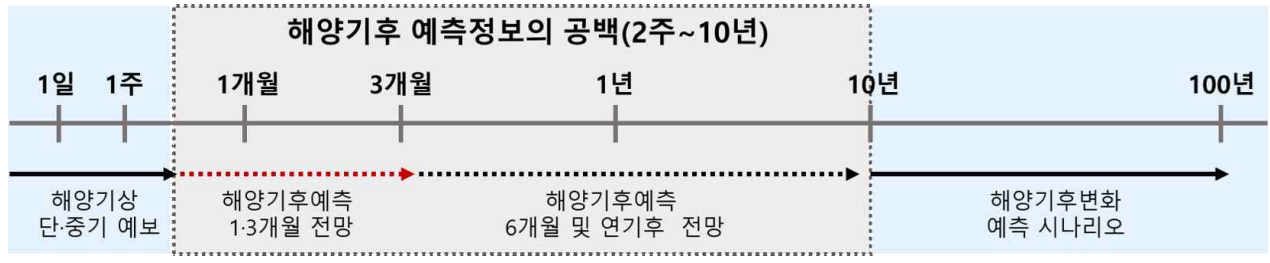 해양기후 예측정보의 공백(2주~10년)
1일 1주 1개월 3개월 1년 10년 100년
해양기상
단·중기 예보
해양기후예측
1·3개월 전망
해양기후예측
6개월 및 연기후 전망
해양기후변화
예측 시나리오